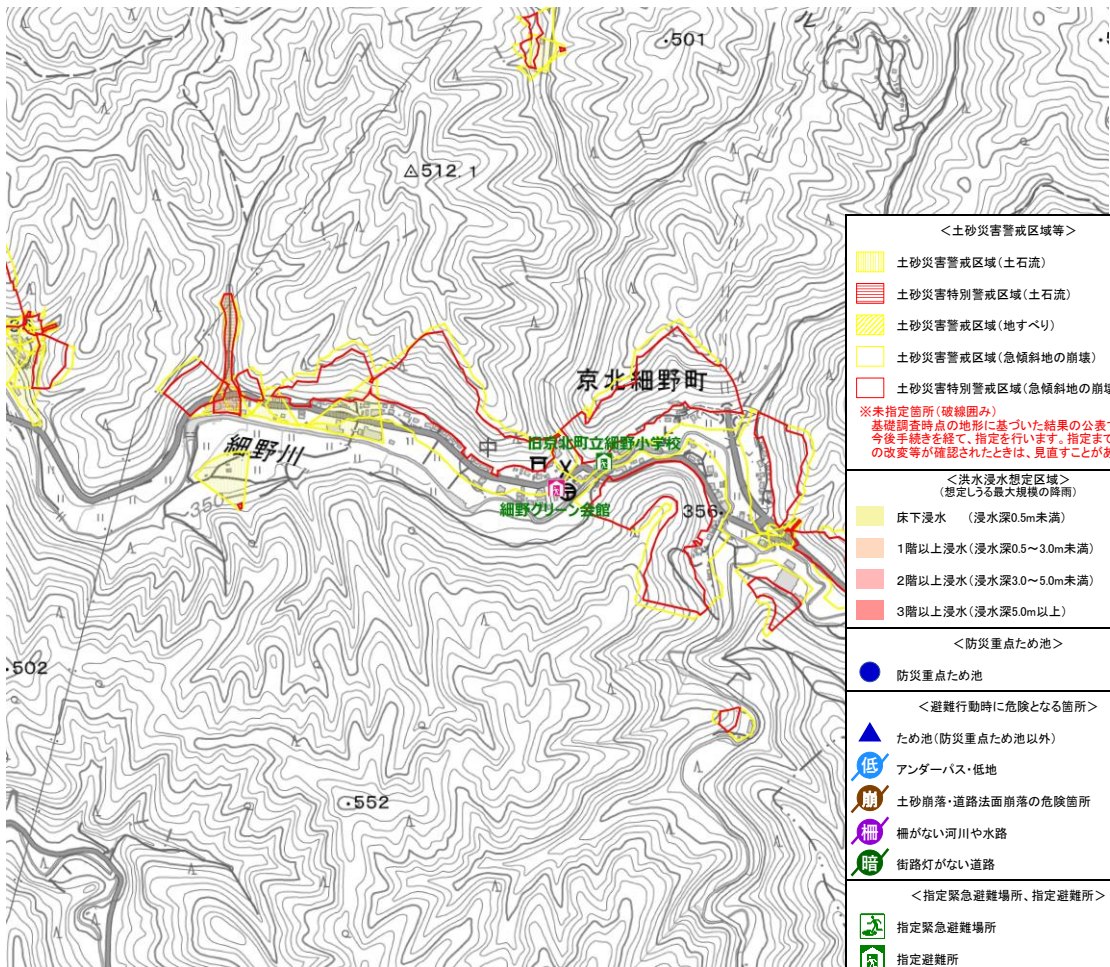 ・501
△512.1
京北細野町
旧京北町立細野小学校
中
細野川
350
細野グリーン会館
356
・502
・552
＜土砂災害警戒区域等＞
土砂災害警戒区域(土石流)
土砂災害特別警戒区域(土石流)
土砂災害警戒区域(地すべり)
土砂災害警戒区域(急傾斜地の崩壊)
土砂災害特別警戒区域(急傾斜地の崩壊
※未指定箇所(破線囲み)
基礎調査時点の地形に基づいた結果の公表で
今後手続きを経て、指定を行います。指定まで
の改変等が確認されたときは、見直すことがあ
＜洪水浸水想定区域＞
(想定しうる最大規模の降雨)
床下浸水　(浸水深0.5m未満)
1階以上浸水(浸水深0.5～3.0m未満)
2階以上浸水(浸水深3.0～5.0m未満)
3階以上浸水(浸水深5.0m以上)
＜防災重点ため池＞
防災重点ため池
＜避難行動時に危険となる箇所＞
ため池(防災重点ため池以外)
低 アンダーパス・低地
崩 土砂崩落・道路法面崩落の危険箇所
柵 柵がない河川や水路
暗 街路灯がない道路
＜指定緊急避難場所、指定避難所＞
指定緊急避難場所
指定避難所